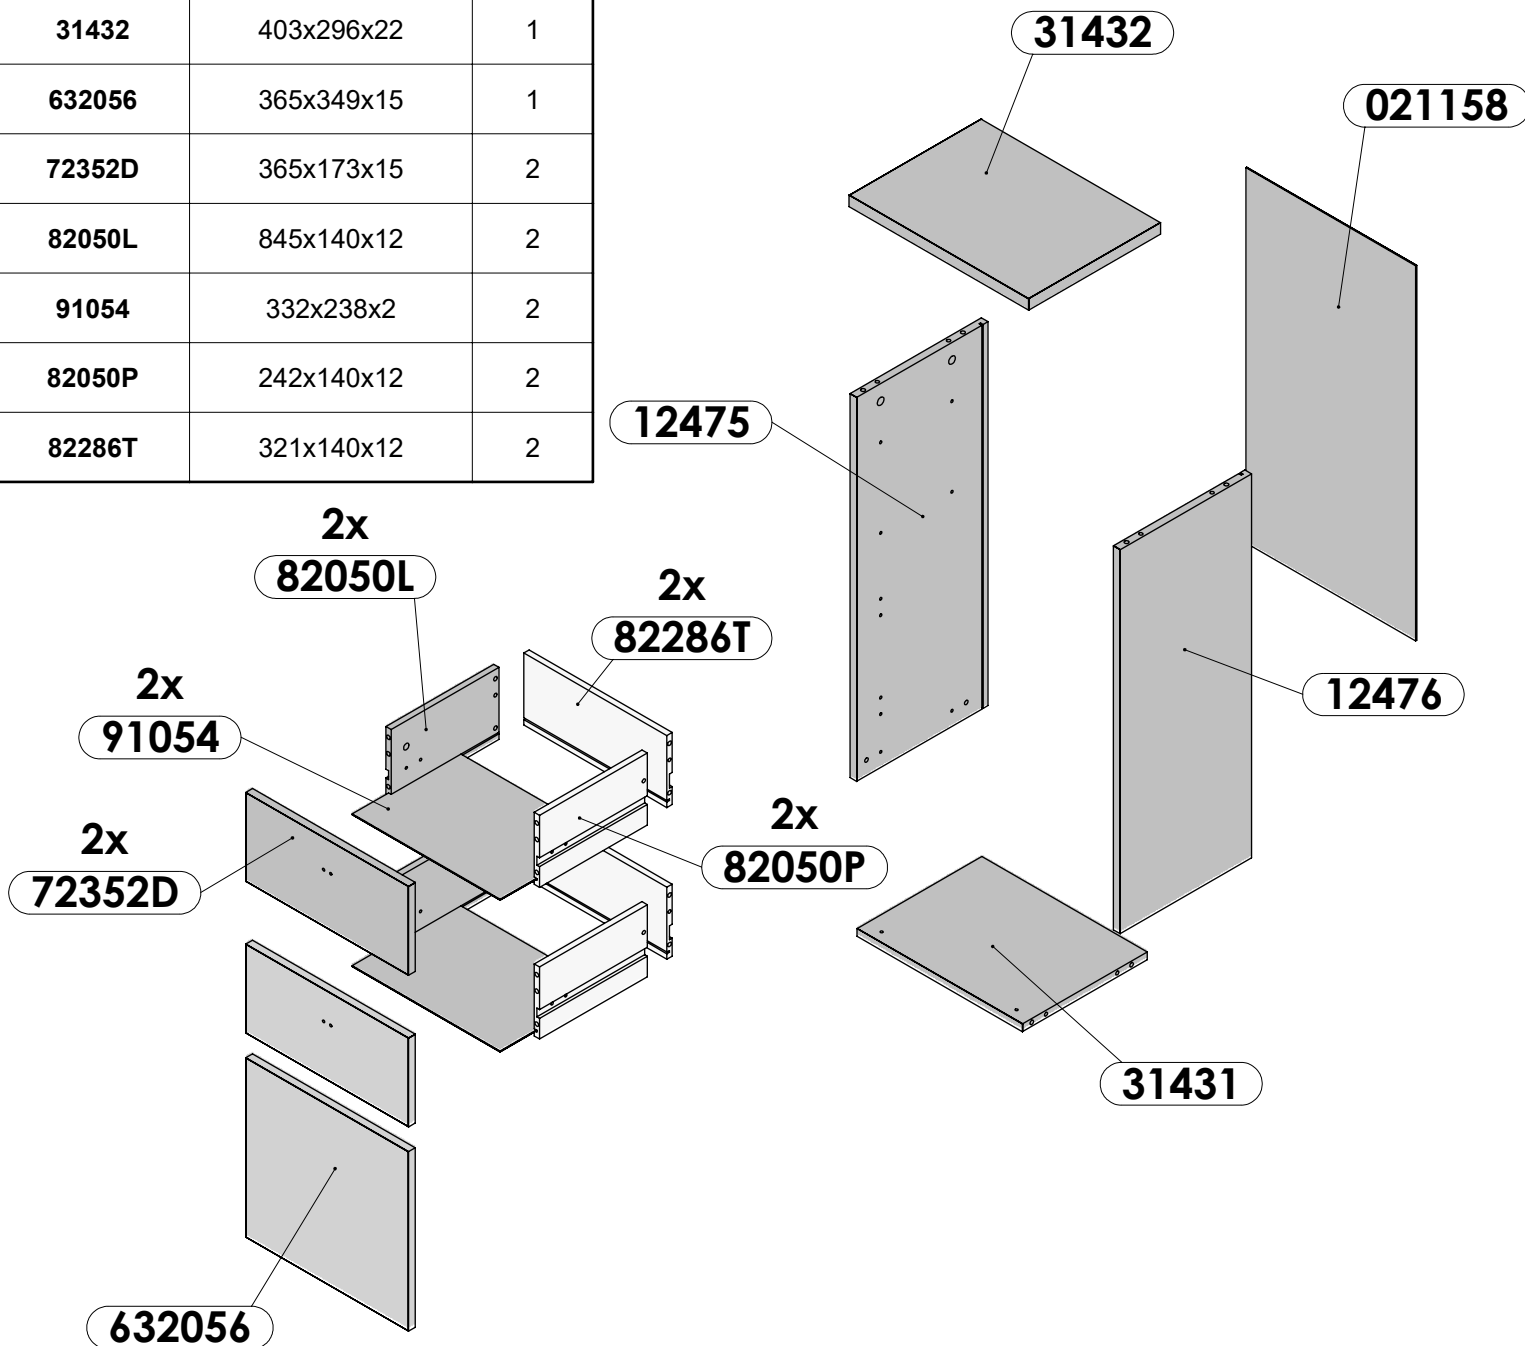 31432 403x296x22 1
632056 365x349x15 1
72352D 365x173x15 2
82050L 845x140x12 2
91054 332x238x2 2
82050P 242x140x12 2
82286T 321x140x12 2
31432
021158
12475
2x
82050L
2x
82286T
2x
91054
12476
2x
72352D
2x
82050P
31431
632056